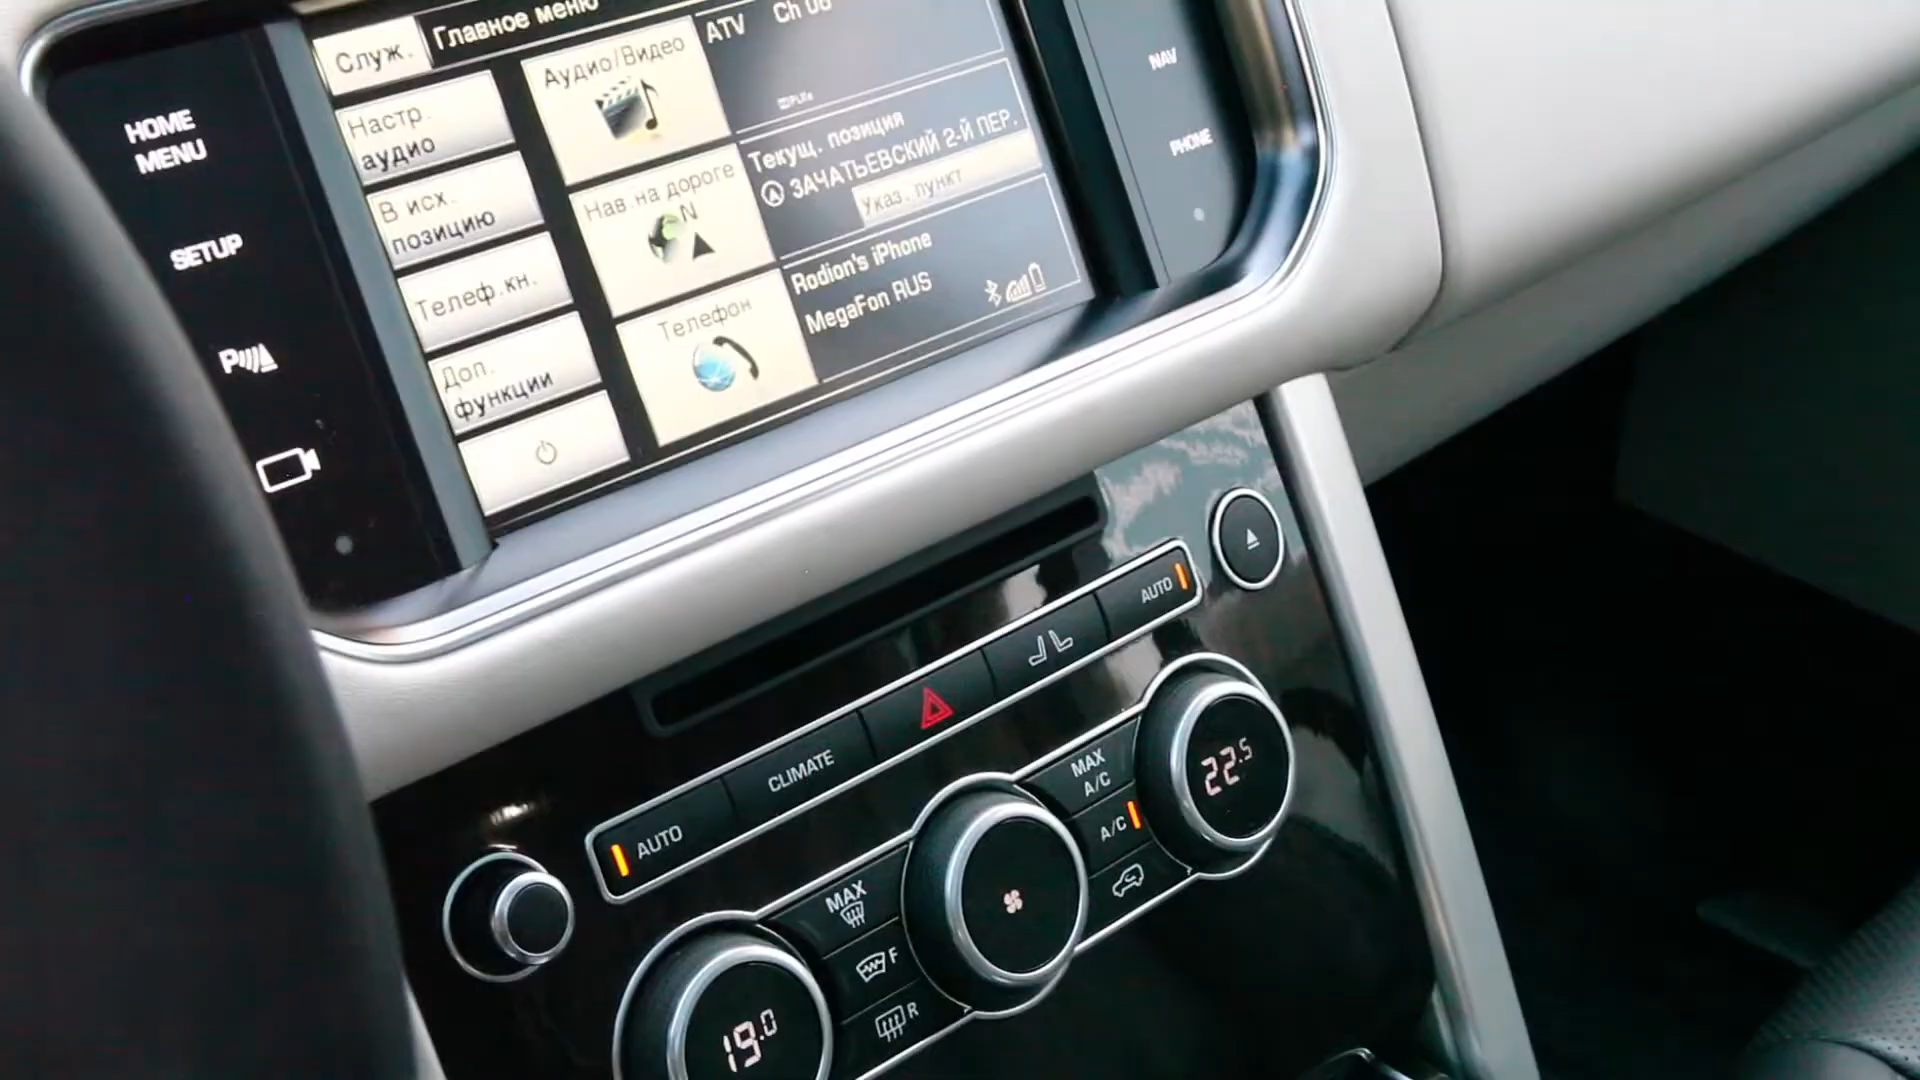 HOME
MENU
SETUP
P
Служ.
Главное меню
Настр.
аудио
В исх.
позицию
Телеф.кн.
Доп.
функции
Аудио/Видео
Нав.на дороге
N
Телефон
ATV Ch 06
Текущ. позиция
ЗАЧАТЬЕВСКИЙ 2-Й ПЕР.
Указ. пункт
Rodion's iPhone
MegaFon RUS
NAV
PHONE
AUTO
CLIMATE
AUTO
MAX
A/C
A/C
22.5
MAX
F
R
19.0